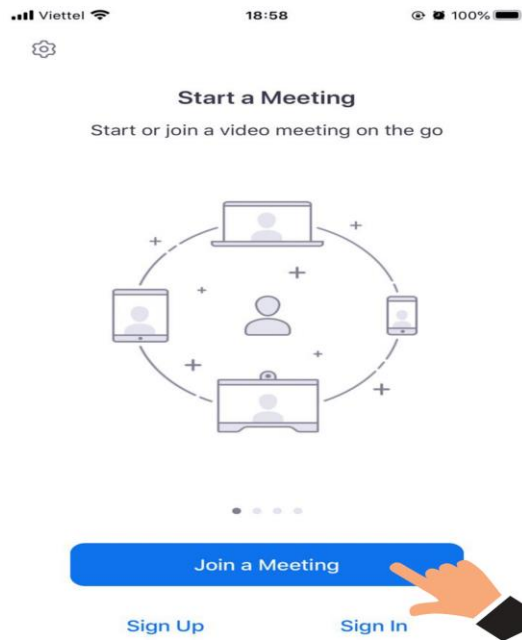 Viettel 18:58 100%
Start a Meeting
Start or join a video meeting on the go
Join a Meeting
Sign Up Sign In